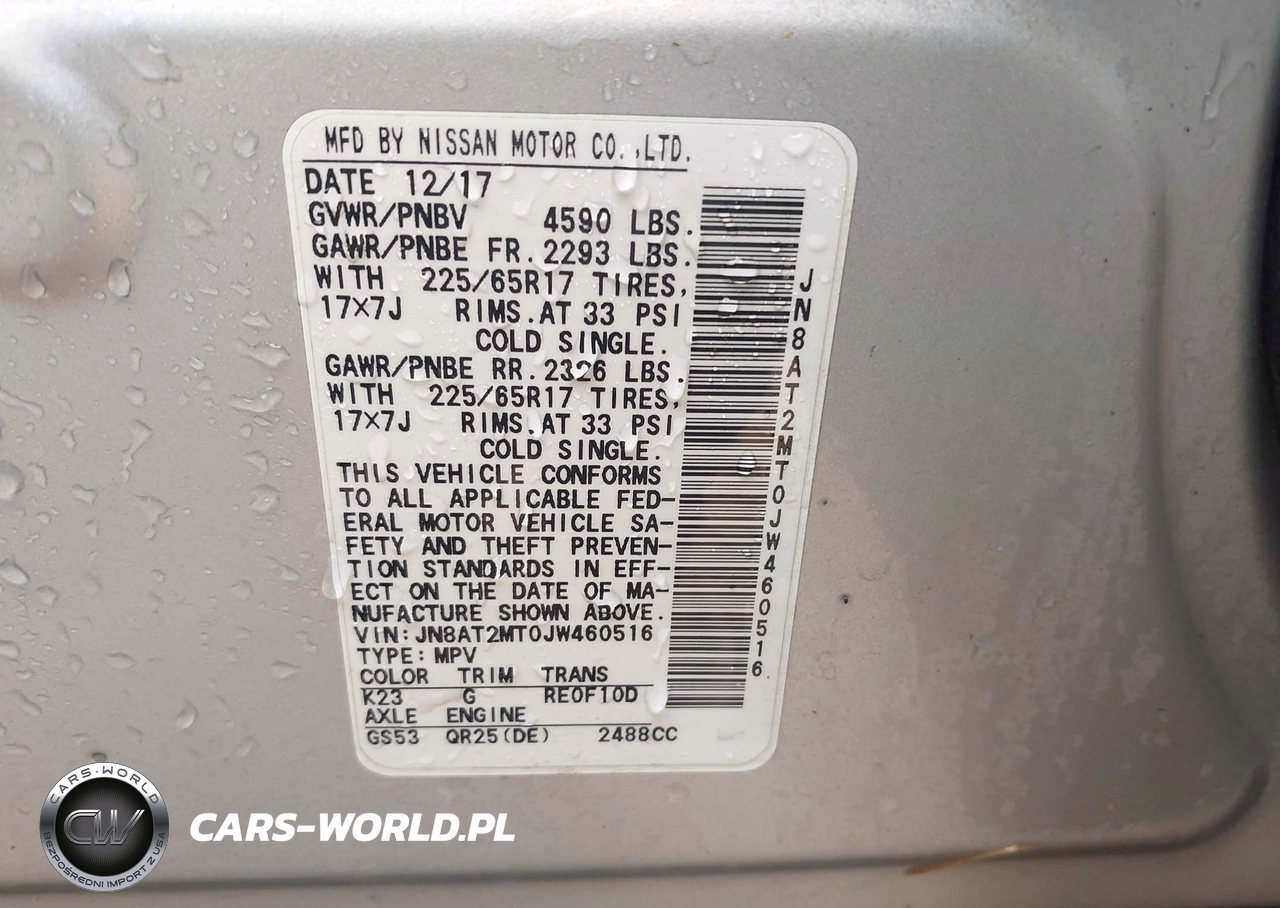 MFD BY NISSAN MOTOR CO.,LTD.
DATE 12/17
GVWR/PNBV 4590 LBS.
GAWR/PNBE FR.2293 LBS.
WITH 225/65R17 TIRES,
17×7J RIMS.AT 33 PSI
COLD SINGLE.
GAWR/PNBE RR.2326 LBS.
WITH 225/65R17 TIRES,
17×7J RIMS.AT 33 PSI
COLD SINGLE.
THIS VEHICLE CONFORMS
TO ALL APPLICABLE FED-
ERAL MOTOR VEHICLE SA-
FETY AND THEFT PREVEN-
TION STANDARDS IN EFF-
ECT ON THE DATE OF MA-
NUFACTURE SHOWN ABOVE.
VIN:JN8AT2MT0JW460516
TYPE:MPV
COLOR TRIM TRANS
K23 G RE0F10D
AXLE ENGINE
GS53 QR25(DE) 2488CC
JN8AT2MT0JW460516
CARS-WORLD
CW
BEZPOŚREDNI IMPORT Z USA
CARS-WORLD.PL